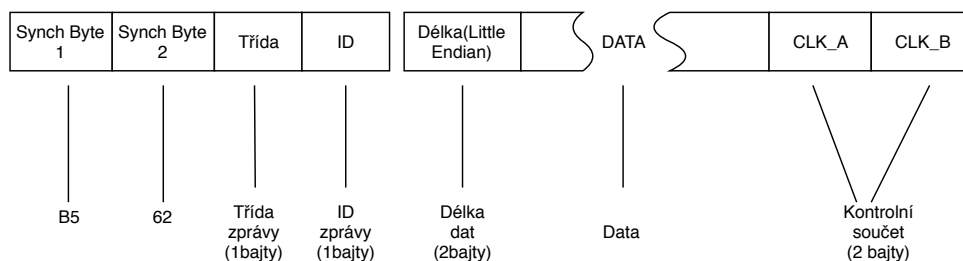 Synch Byte
1
Synch Byte
2
Třída
ID
Délka(Little
Endian)
DATA
CLK_A
CLK_B
B5
62
Třída
zprávy
(1bajty)
ID
zprávy
(1bajty)
Délka
dat
(2bajty)
Data
Kontrolní
součet
(2 bajty)